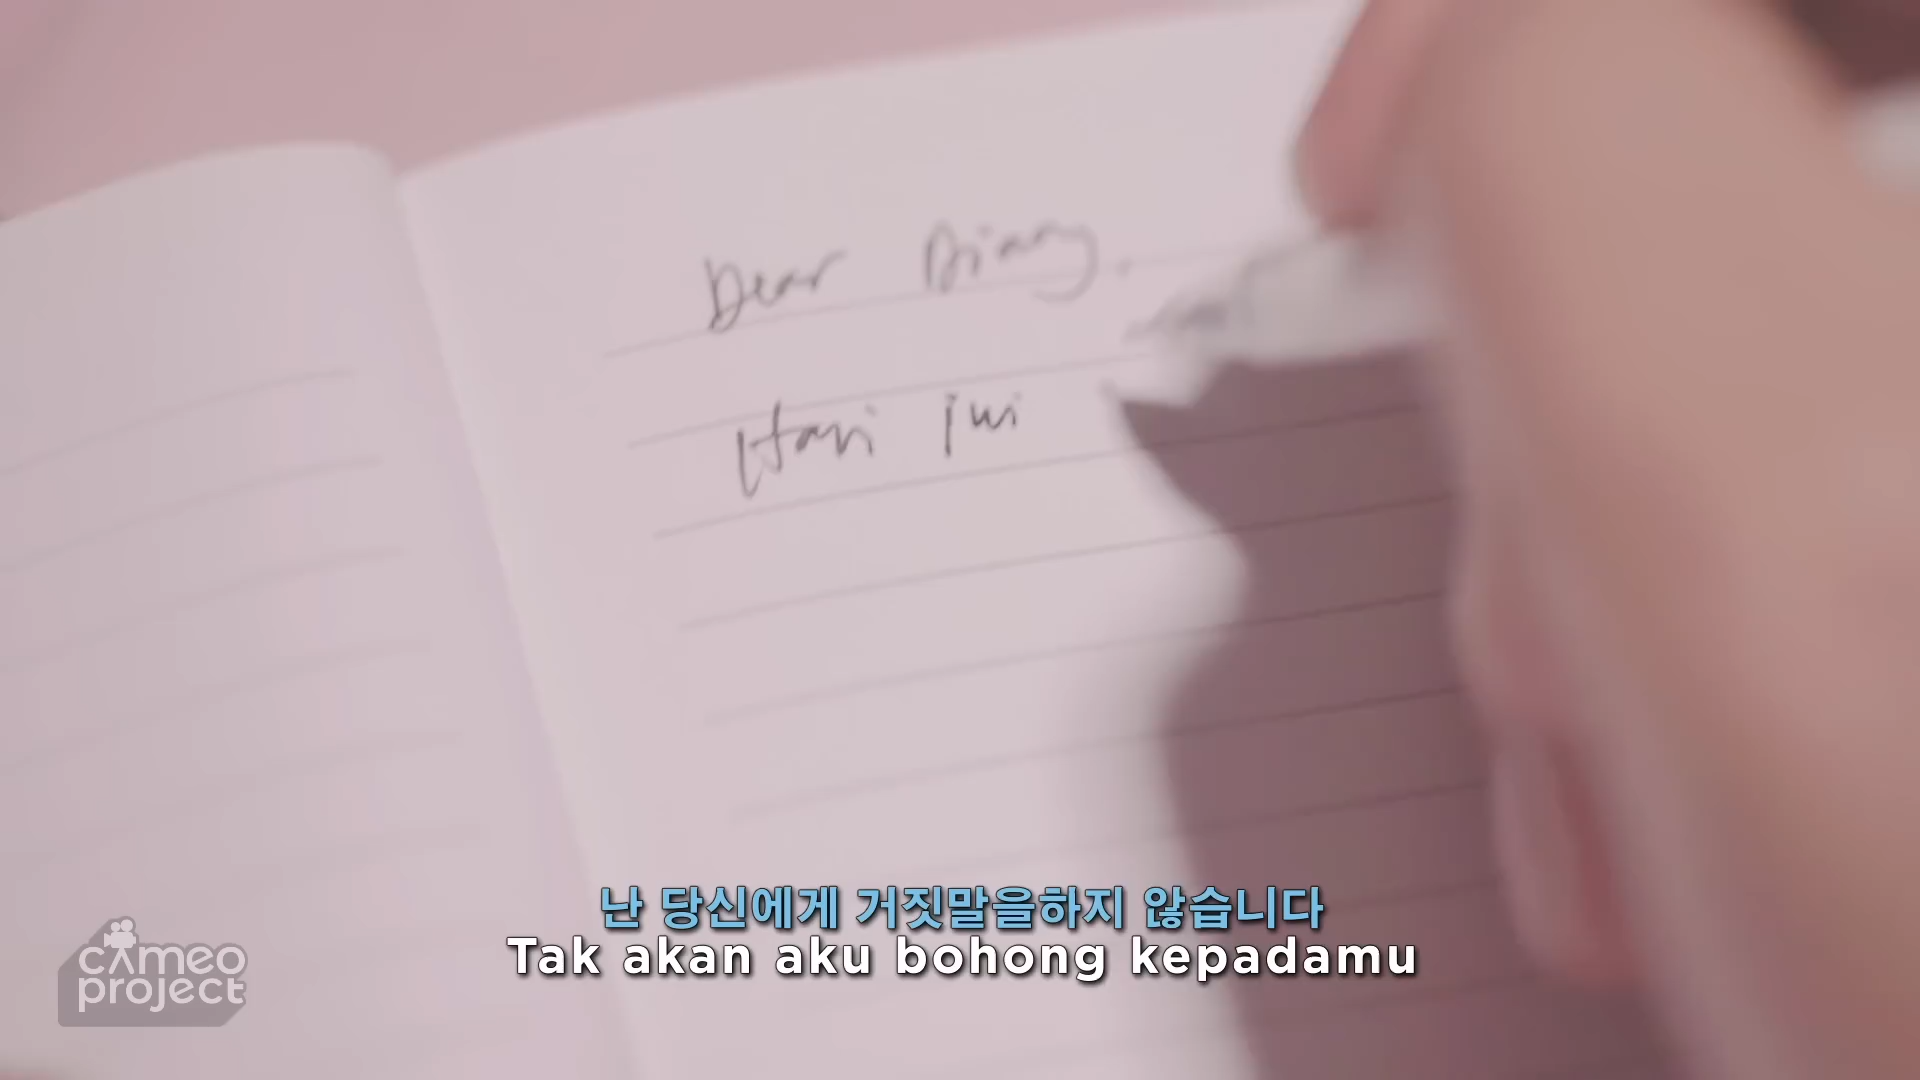 Dear Diary,
Hari ini
난 당신에게 거짓말을하지 않습니다
Tak akan aku bohong kepadamu
cameo
project